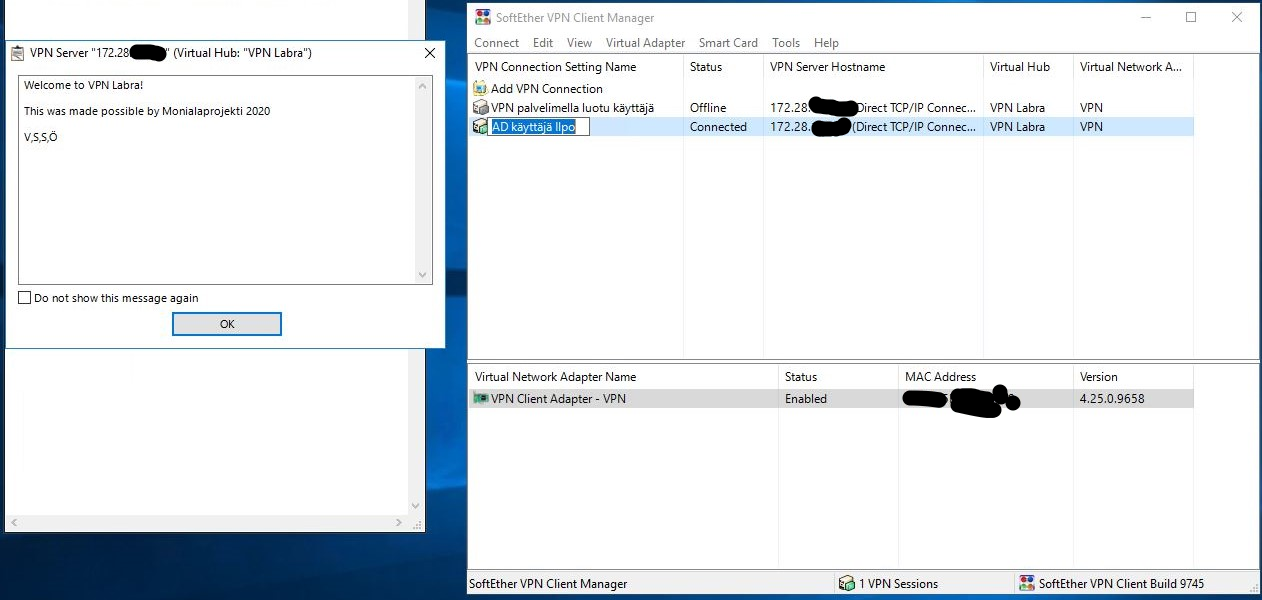 VPN Server "172.28 " (Virtual Hub: "VPN Labra")
Welcome to VPN Labra!
This was made possible by Monialaprojekti 2020
V,S,S,Ö
Do not show this message again
OK
SoftEther VPN Client Manager
Connect Edit View Virtual Adapter Smart Card Tools Help
VPN Connection Setting Name Status VPN Server Hostname Virtual Hub Virtual Network A...
Add VPN Connection
VPN palvelimella luotu käyttäjä Offline 172.28. Direct TCP/IP Connec... VPN Labra VPN
AD käyttäjä Ilpo Connected 172.28. (Direct TCP/IP Connec... VPN Labra VPN
Virtual Network Adapter Name Status MAC Address Version
VPN Client Adapter - VPN Enabled 4.25.0.9658
SoftEther VPN Client Manager 1 VPN Sessions SoftEther VPN Client Build 9745